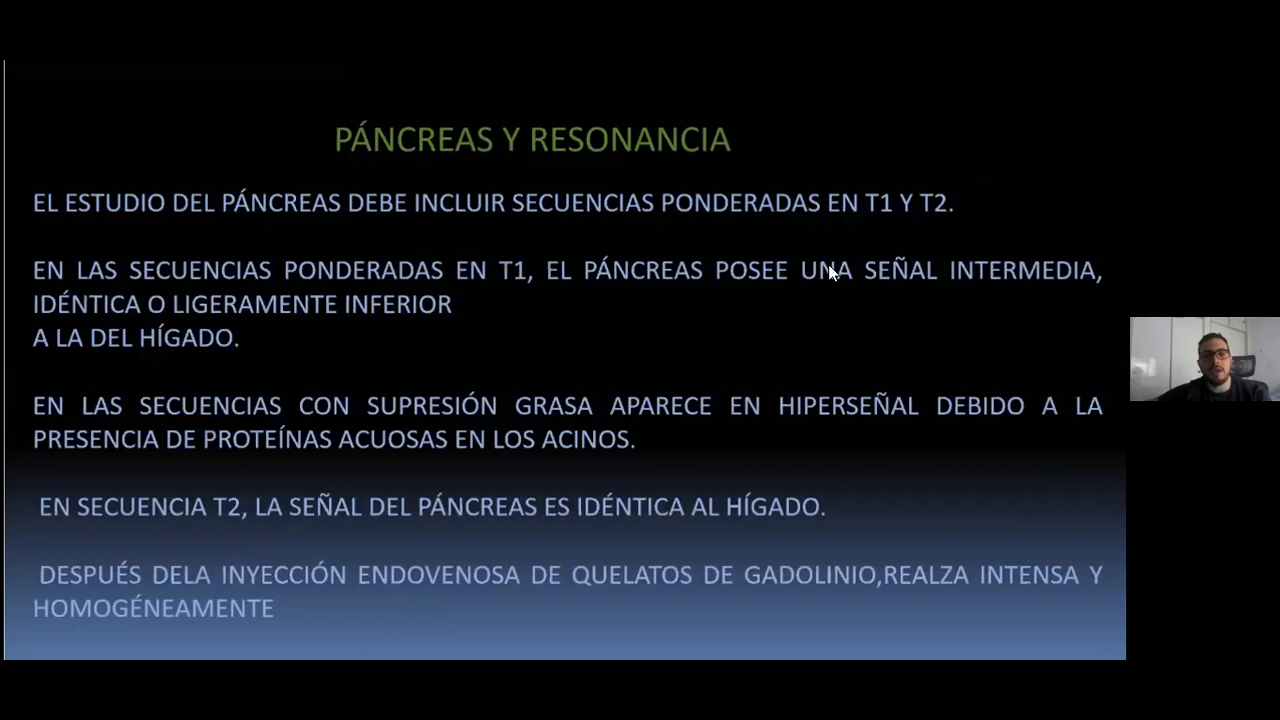 PÁNCREAS Y RESONANCIA
EL ESTUDIO DEL PÁNCREAS DEBE INCLUIR SECUENCIAS PONDERADAS EN T1 Y T2.
EN LAS SECUENCIAS PONDERADAS EN T1, EL PÁNCREAS POSEE UNA SEÑAL INTERMEDIA,
IDÉNTICA O LIGERAMENTE INFERIOR
A LA DEL HÍGADO.
EN LAS SECUENCIAS CON SUPRESIÓN GRASA APARECE EN HIPERSEÑAL DEBIDO A LA
PRESENCIA DE PROTEÍNAS ACUOSAS EN LOS ACINOS.
EN SECUENCIA T2, LA SEÑAL DEL PÁNCREAS ES IDÉNTICA AL HÍGADO.
DESPUÉS DELA INYECCIÓN ENDOVENOSA DE QUELATOS DE GADOLINIO,REALZA INTENSA Y
HOMOGÉNEAMENTE